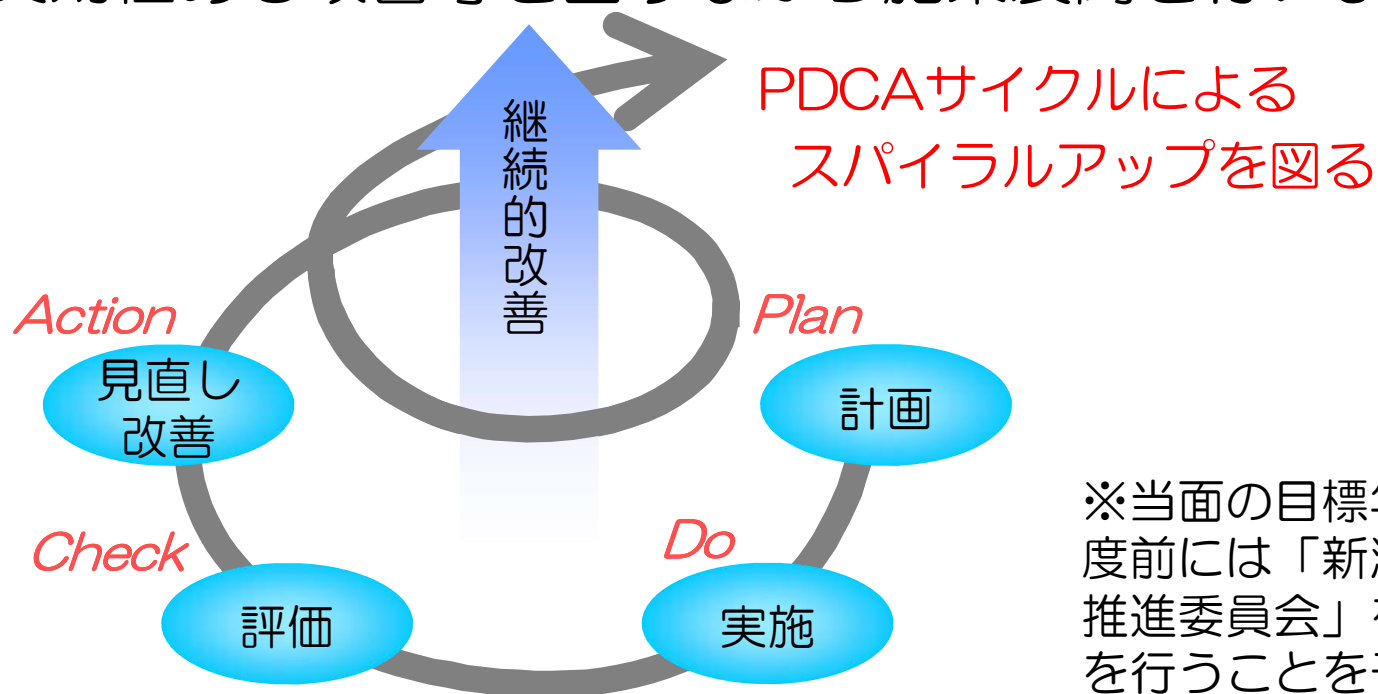 PDCAサイクルによる
スパイラルアップを図る
継続的改善
Action
見直し
改善
Plan
計画
Check
評価
Do
実施
※当面の目標
度前には「新
推進委員会」
を行うことを